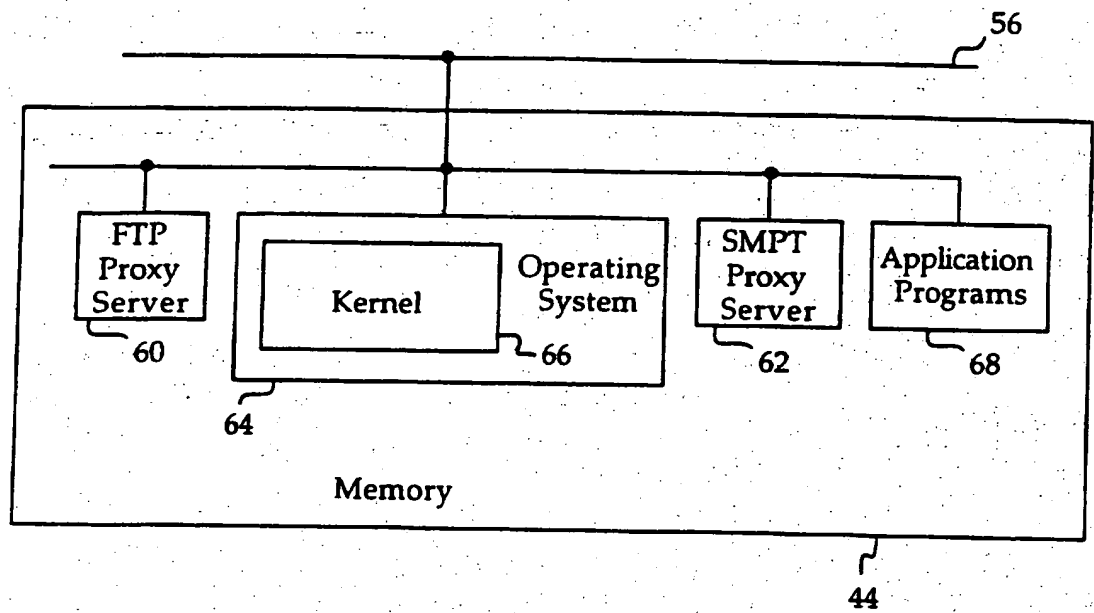 56
FTP
Proxy
Server
60
Kernel
66
Operating
System
64
SMPT
Proxy
Server
62
Application
Programs
68
Memory
44